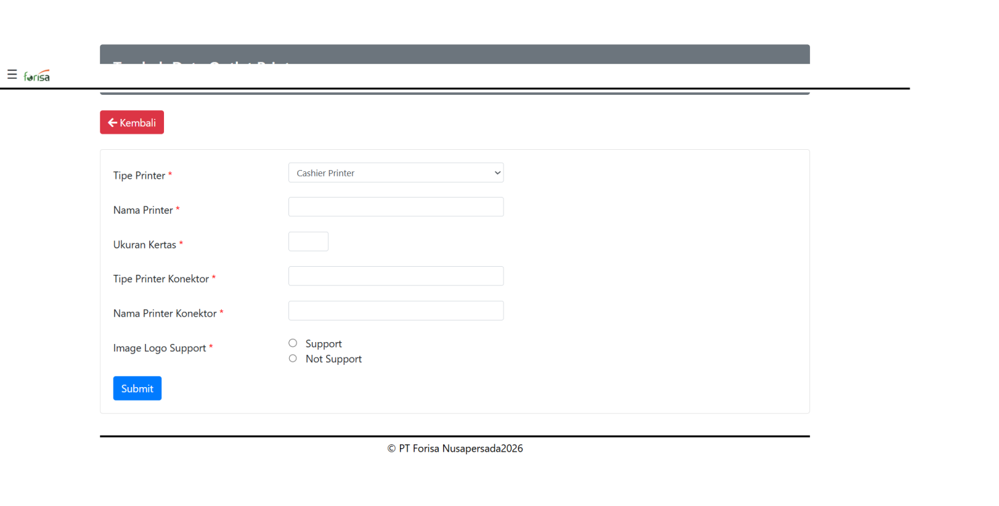 ☰ forisa
← Kembali
Tipe Printer *
Cashier Printer
Nama Printer *
Ukuran Kertas *
Tipe Printer Konektor *
Nama Printer Konektor *
Image Logo Support *
Support
Not Support
Submit
© PT Forisa Nusapersada2026